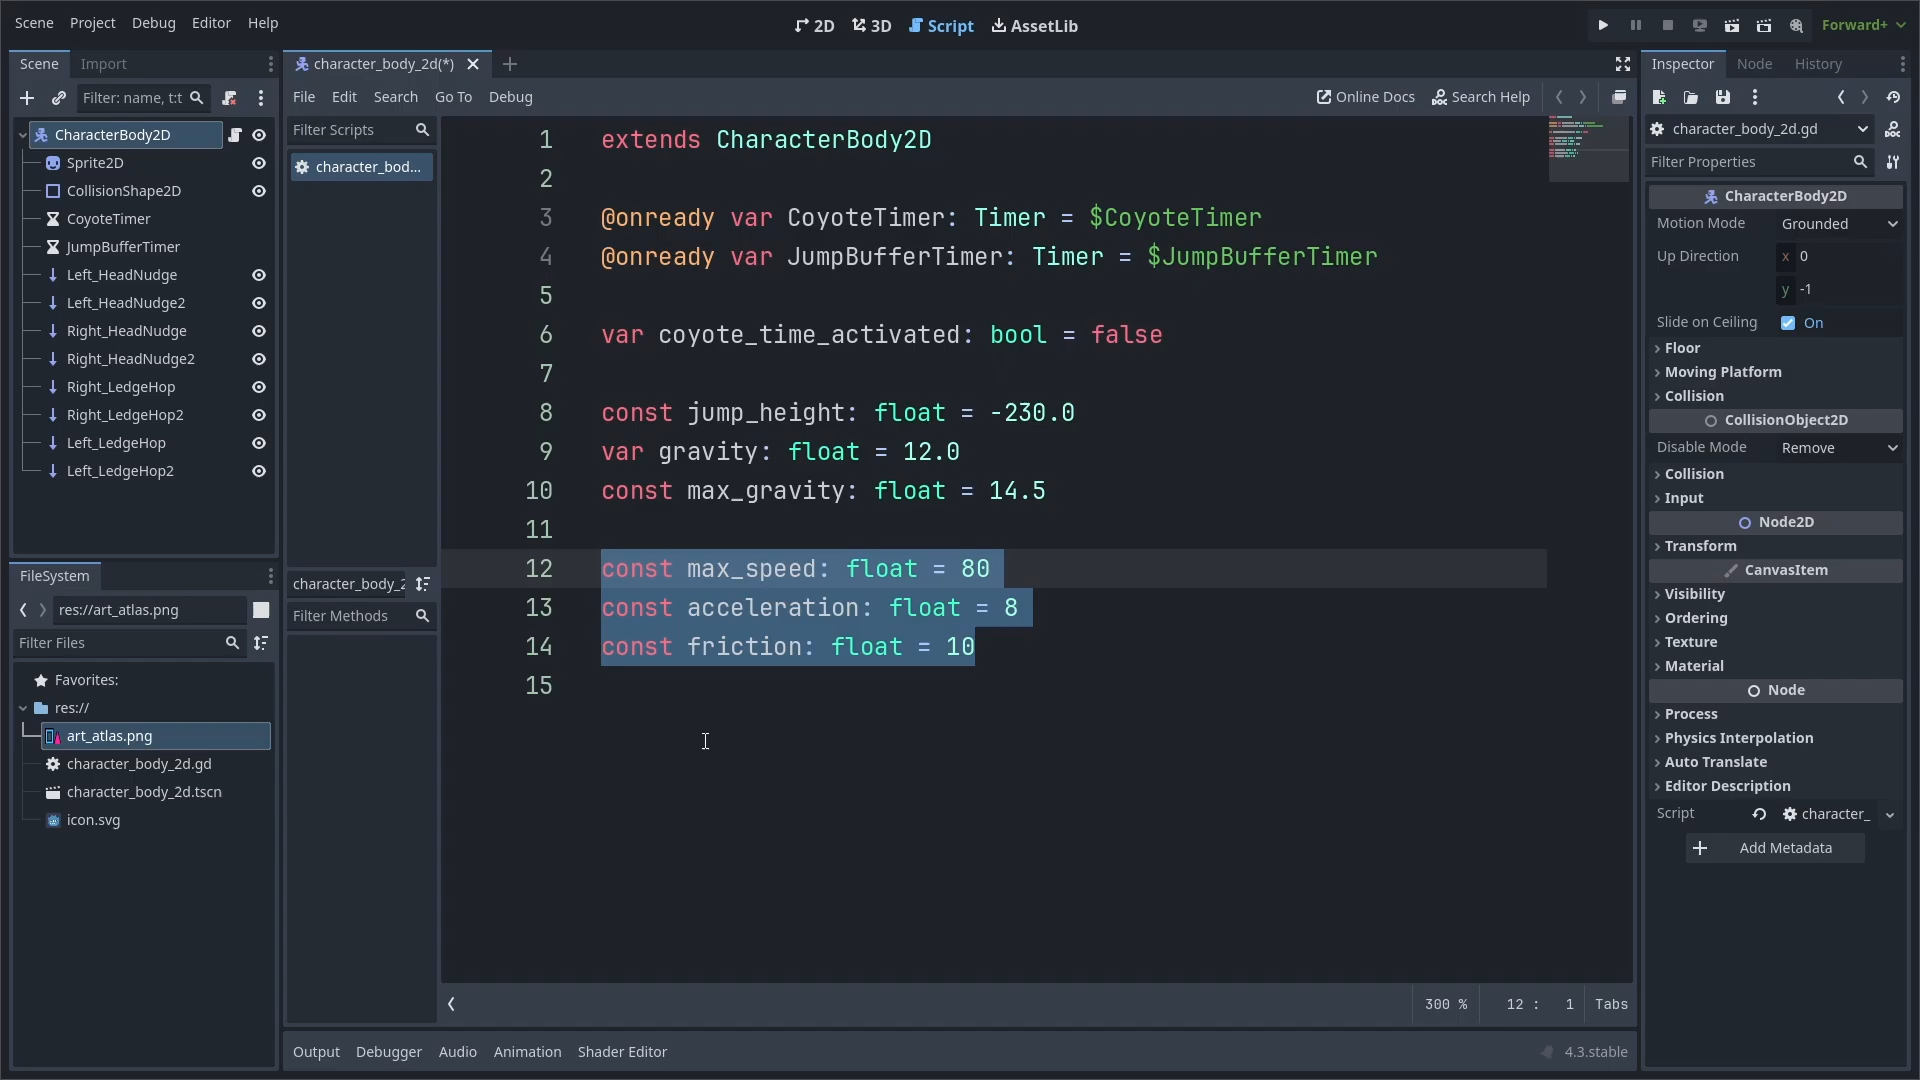 Scene Project Debug Editor Help
2D 3D Script AssetLib
Forward+
Scene Import
Filter: name, t:t
CharacterBody2D
Sprite2D
CollisionShape2D
CoyoteTimer
JumpBufferTimer
Left_HeadNudge
Left_HeadNudge2
Right_HeadNudge
Right_HeadNudge2
Right_LedgeHop
Right_LedgeHop2
Left_LedgeHop
Left_LedgeHop2
FileSystem
res://art_atlas.png
Filter Files
Favorites:
res://
art_atlas.png
character_body_2d.gd
character_body_2d.tscn
icon.svg
character_body_2d(*)
File Edit Search Go To Debug
Online Docs Search Help
Filter Scripts
character_bod...
character_body_2
Filter Methods
1 extends CharacterBody2D
2
3 @onready var CoyoteTimer: Timer = $CoyoteTimer
4 @onready var JumpBufferTimer: Timer = $JumpBufferTimer
5
6 var coyote_time_activated: bool = false
7
8 const jump_height: float = -230.0
9 var gravity: float = 12.0
10 const max_gravity: float = 14.5
11
12 const max_speed: float = 80
13 const acceleration: float = 8
14 const friction: float = 10
15
300 % 12 : 1 Tabs
Output Debugger Audio Animation Shader Editor
4.3.stable
Inspector Node History
character_body_2d.gd
Filter Properties
CharacterBody2D
Motion Mode Grounded
Up Direction x 0
y -1
Slide on Ceiling On
Floor
Moving Platform
Collision
CollisionObject2D
Disable Mode Remove
Collision
Input
Node2D
Transform
CanvasItem
Visibility
Ordering
Texture
Material
Node
Process
Physics Interpolation
Auto Translate
Editor Description
Script character_
Add Metadata